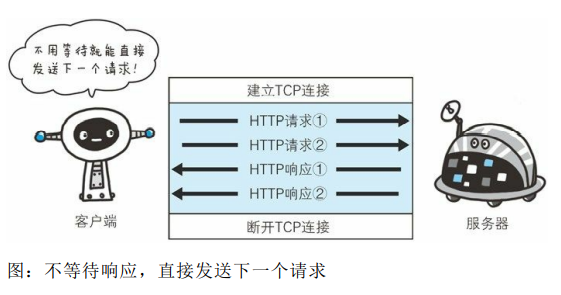 不用等待就能直接
发送下一个请求!
建立TCP连接
HTTP请求①
HTTP请求②
HTTP响应①
HTTP响应②
断开TCP连接
客户端
服务器
图：不等待响应，直接发送下一个请求